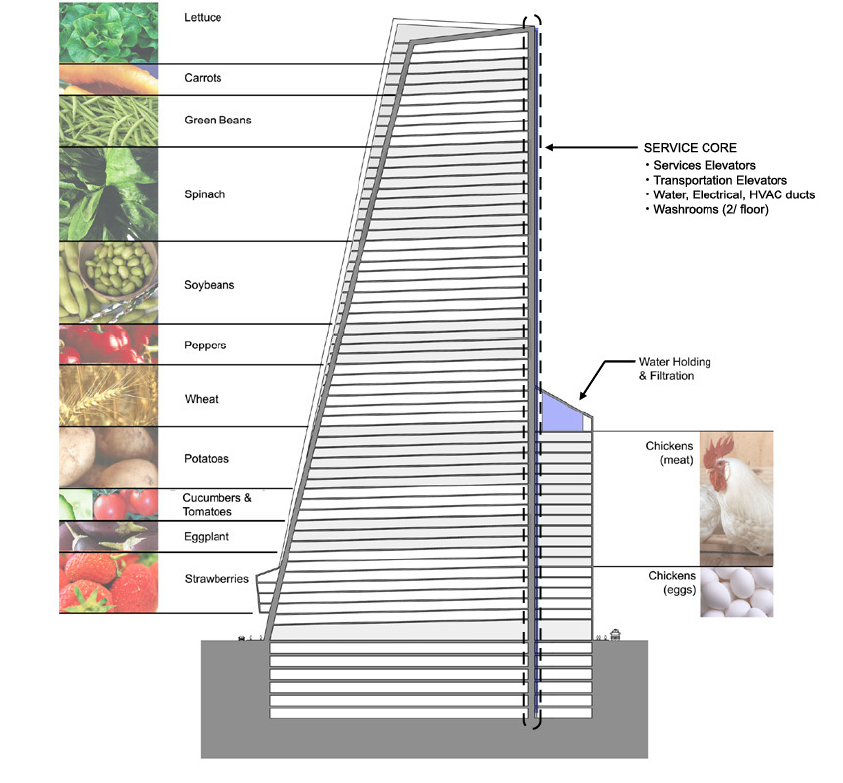 Lettuce
Carrots
Green Beans
Spinach
Soybeans
Peppers
Wheat
Potatoes
Cucumbers &
Tomatoes
Eggplant
Strawberries
SERVICE CORE
• Services Elevators
• Transportation Elevators
• Water, Electrical, HVAC ducts
• Washrooms (2/ floor)
Water Holding
& Filtration
Chickens
(meat)
Chickens
(eggs)